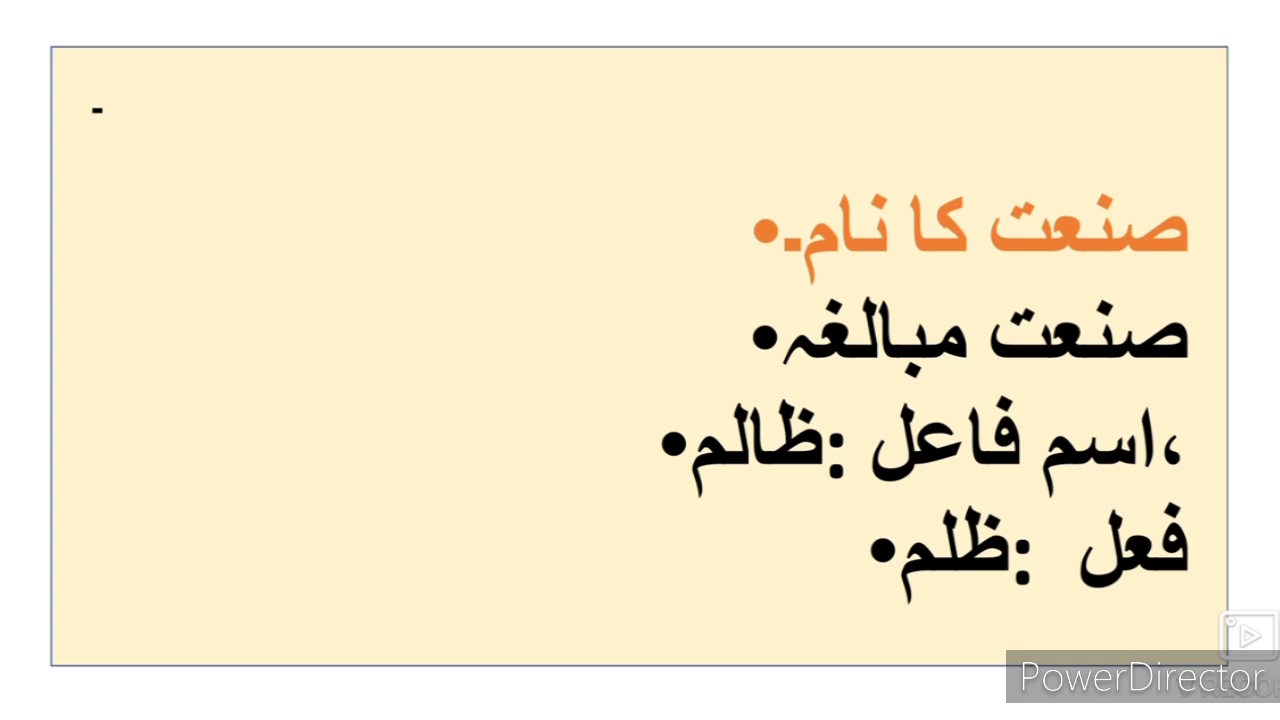 -
صنعت کا نام۔•
صنعت مبالغہ•
،اسم فاعل :ظالم•
فعل :ظلم•
PowerDirector